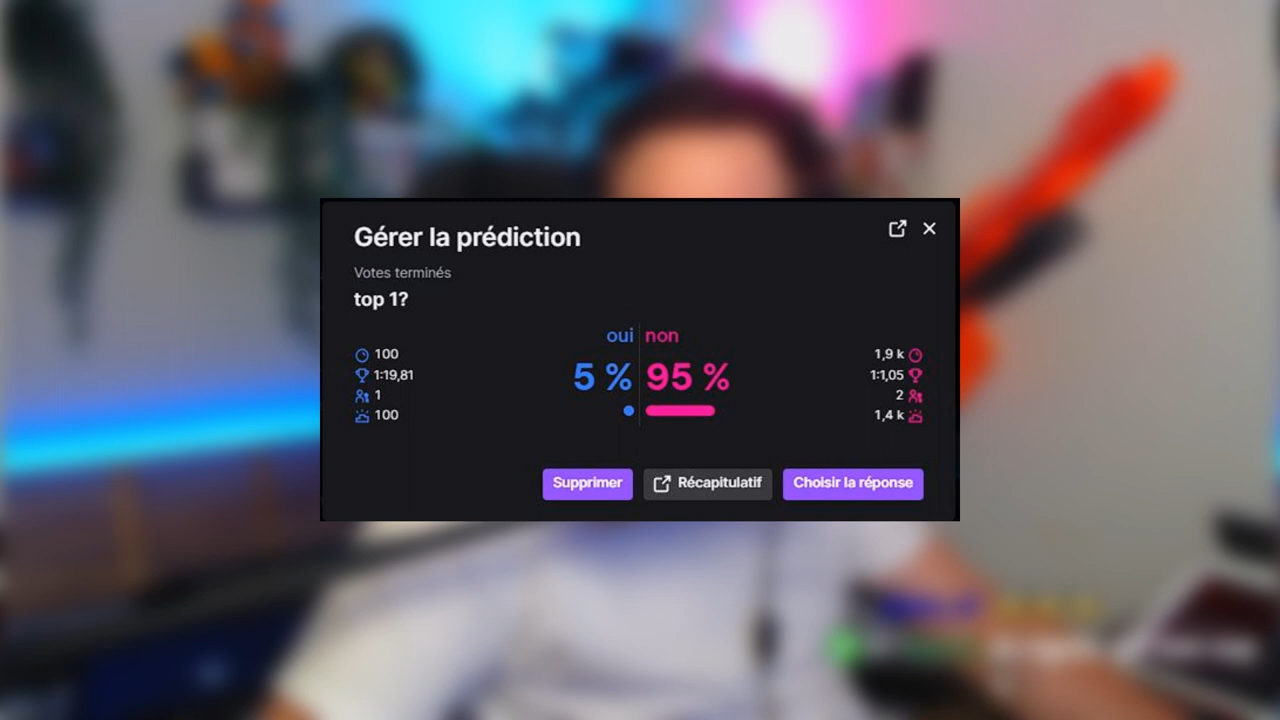 Gérer la prédiction
Votes terminés
top 1?
oui non
100
1:19,81
1
100
5 % 95 %
1,9 k
1:1,05
2
1,4 k
Supprimer
Récapitulatif
Choisir la réponse